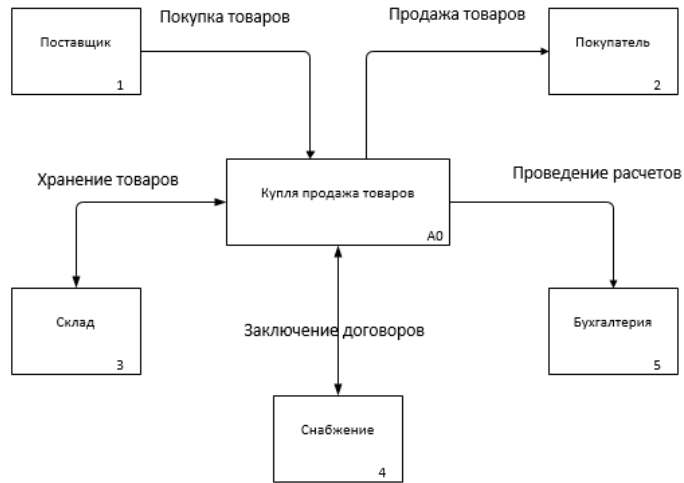 Покупка товаров
Продажа товаров
Поставщик
1
Покупатель
2
Хранение товаров
Купля продажа товаров
A0
Проведение расчетов
Склад
3
Заключение договоров
Бухгалтерия
5
Снабжение
4